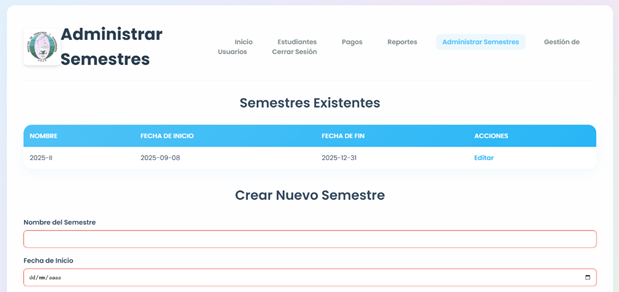 Administrar
Semestres
Inicio Estudiantes Pagos Reportes Administrar Semestres Gestión de
Usuarios Cerrar Sesión
Semestres Existentes
NOMBRE FECHA DE INICIO FECHA DE FIN ACCIONES
2025-II 2025-09-08 2025-12-31 Editar
Crear Nuevo Semestre
Nombre del Semestre
Fecha de Inicio
dd/mm/aaaa